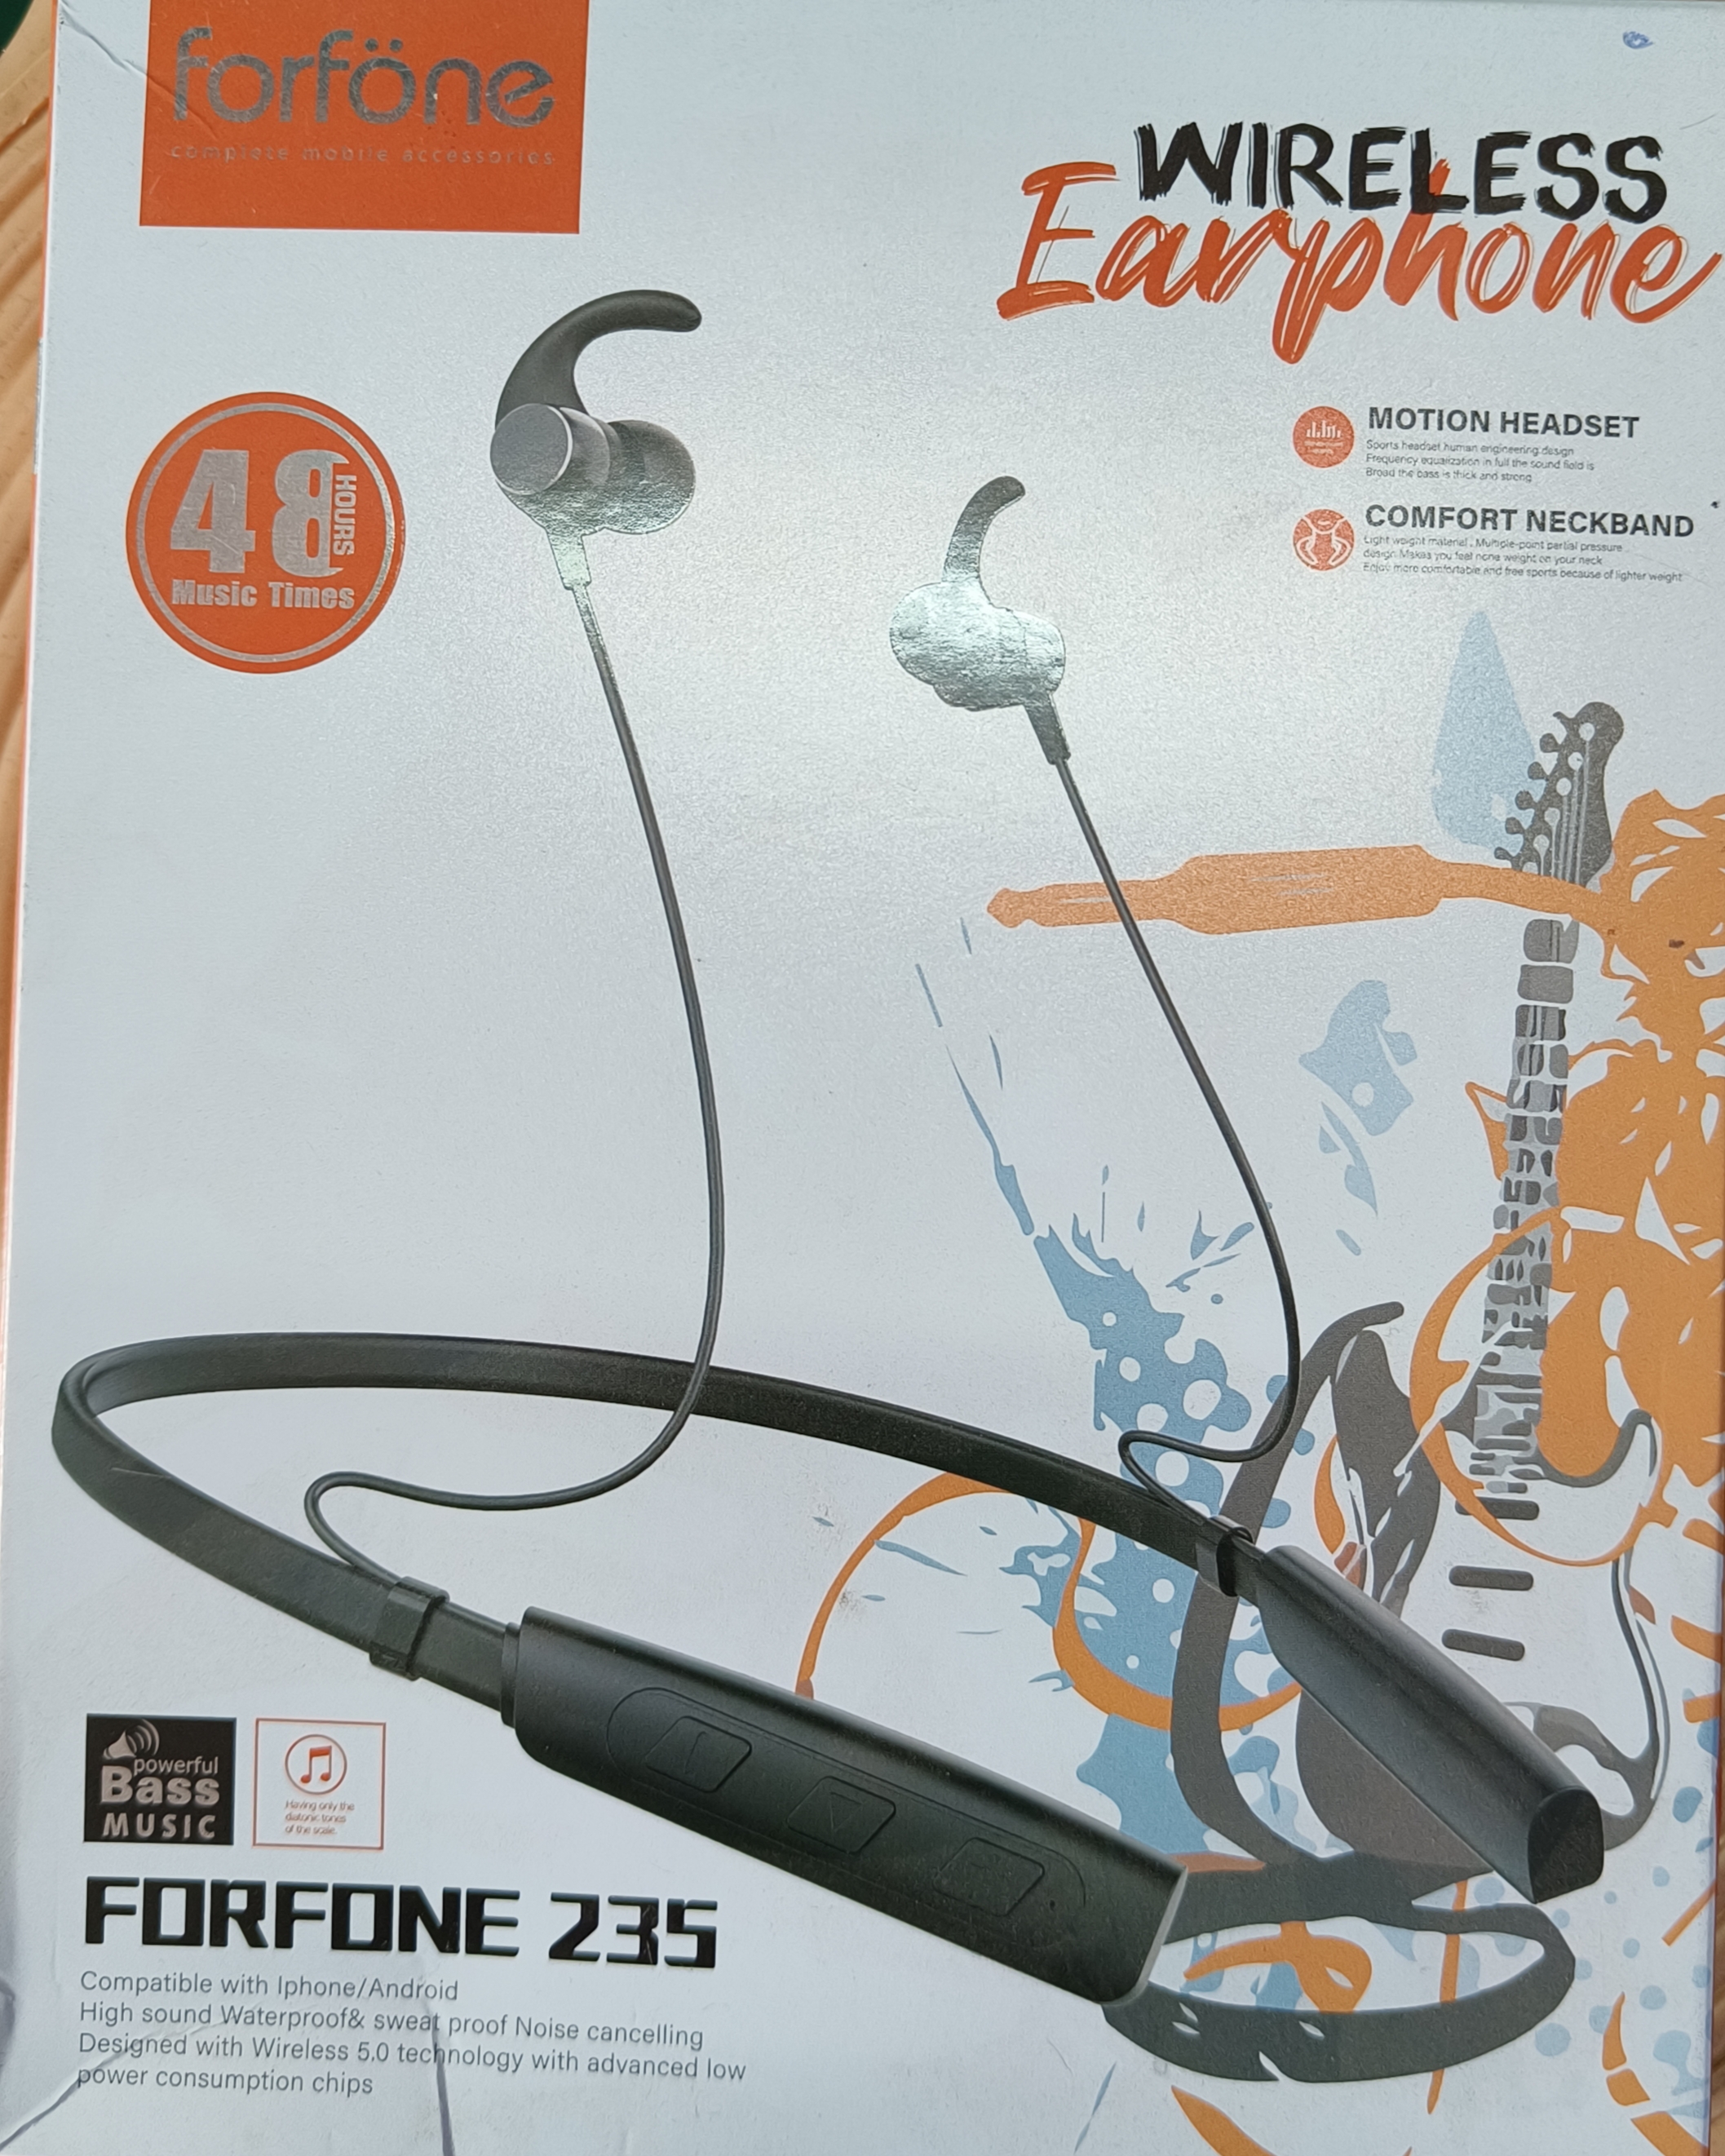 forföne
complete mobile accessories
WIRELESS
Earphone
48
HOURS
Music Times
MOTION HEADSET
Sports headset human engineering design
Frequency equalization in full the sound field is
Broad the bass is thick and strong
COMFORT NECKBAND
Light weight material , Multiple-point partial pressure
design. Makes you feel none weight on your neck
Enjoy more comfortable and free sports because of lighter weight
powerful
Bass
MUSIC
Having only the
diatonic tones
of the scale.
FORFONE 235
Compatible with Iphone/Android
High sound Waterproof& sweat proof Noise cancelling
Designed with Wireless 5.0 technology with advanced low
power consumption chips